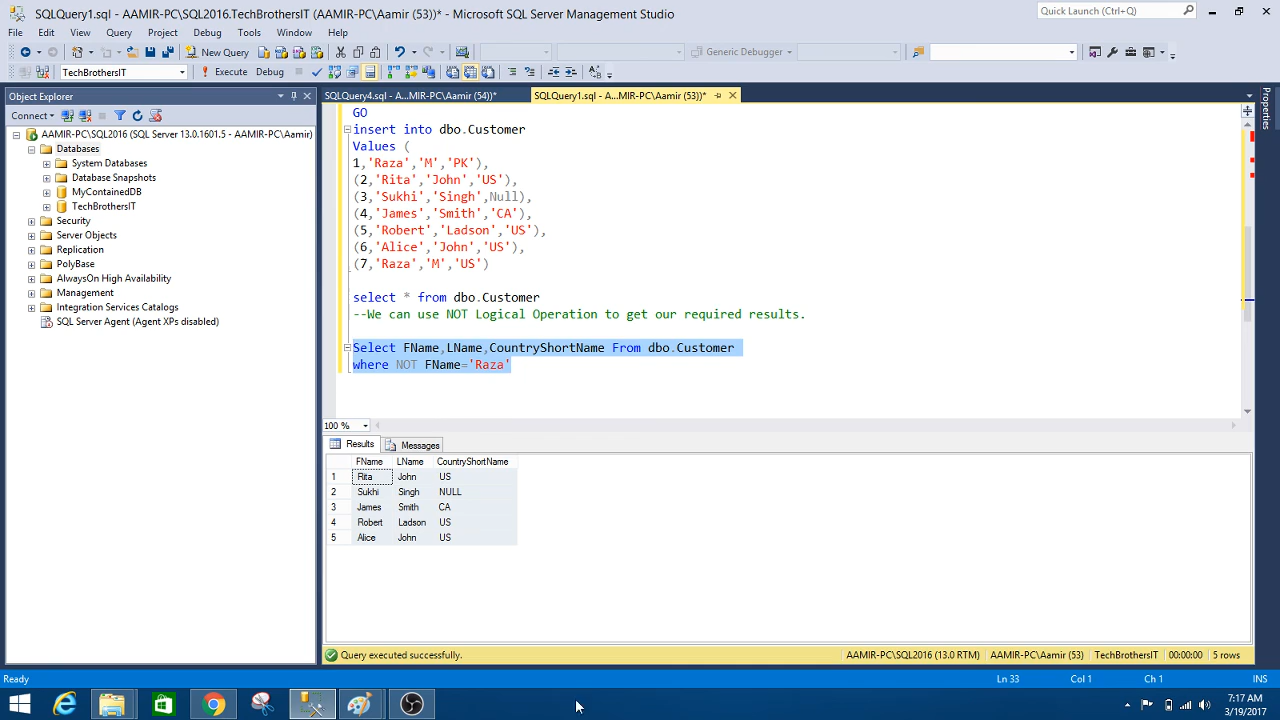 SQLQuery1.sql - AAMIR-PC\SQL2016.TechBrothersIT (AAMIR-PC\Aamir (53))* - Microsoft SQL Server Management Studio
Quick Launch (Ctrl+Q)
File Edit View Query Project Debug Tools Window Help
New Query
Generic Debugger
TechBrothersIT
Execute Debug
Object Explorer
Connect
AAMIR-PC\SQL2016 (SQL Server 13.0.1601.5 - AAMIR-PC\Aamir)
Databases
System Databases
Database Snapshots
MyContainedDB
TechBrothersIT
Security
Server Objects
Replication
PolyBase
AlwaysOn High Availability
Management
Integration Services Catalogs
SQL Server Agent (Agent XPs disabled)
SQLQuery4.sql - A...MIR-PC\Aamir (54))*
SQLQuery1.sql - A...MIR-PC\Aamir (53))*
GO
insert into dbo.Customer
Values (
1,'Raza','M','PK'),
(2,'Rita','John','US'),
(3,'Sukhi','Singh',Null),
(4,'James','Smith','CA'),
(5,'Robert','Ladson','US'),
(6,'Alice','John','US'),
(7,'Raza','M','US')
select * from dbo.Customer
--We can use NOT Logical Operation to get our required results.
Select FName,LName,CountryShortName From dbo.Customer
where NOT FName='Raza'
100 %
Results Messages
FName LName CountryShortName
1 Rita John US
2 Sukhi Singh NULL
3 James Smith CA
4 Robert Ladson US
5 Alice John US
Query executed successfully.
AAMIR-PC\SQL2016 (13.0 RTM) AAMIR-PC\Aamir (53) TechBrothersIT 00:00:00 5 rows
Properties
Ready
Ln 33 Col 1 Ch 1 INS
7:17 AM
3/19/2017